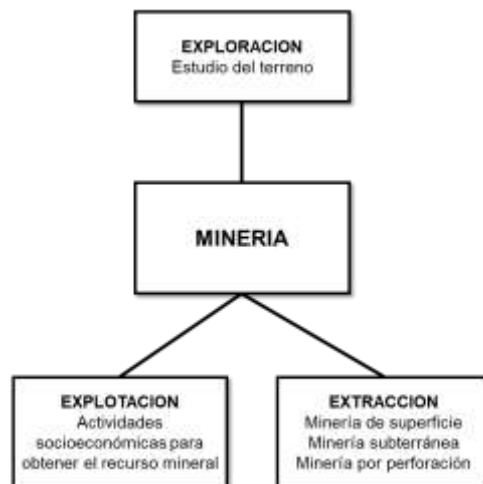 EXPLORACION
Estudio del terreno
MINERIA
EXPLOTACION
Actividades
socioeconómicas para
obtener el recurso mineral
EXTRACCION
Minería de superficie
Minería subterránea
Minería por perforación